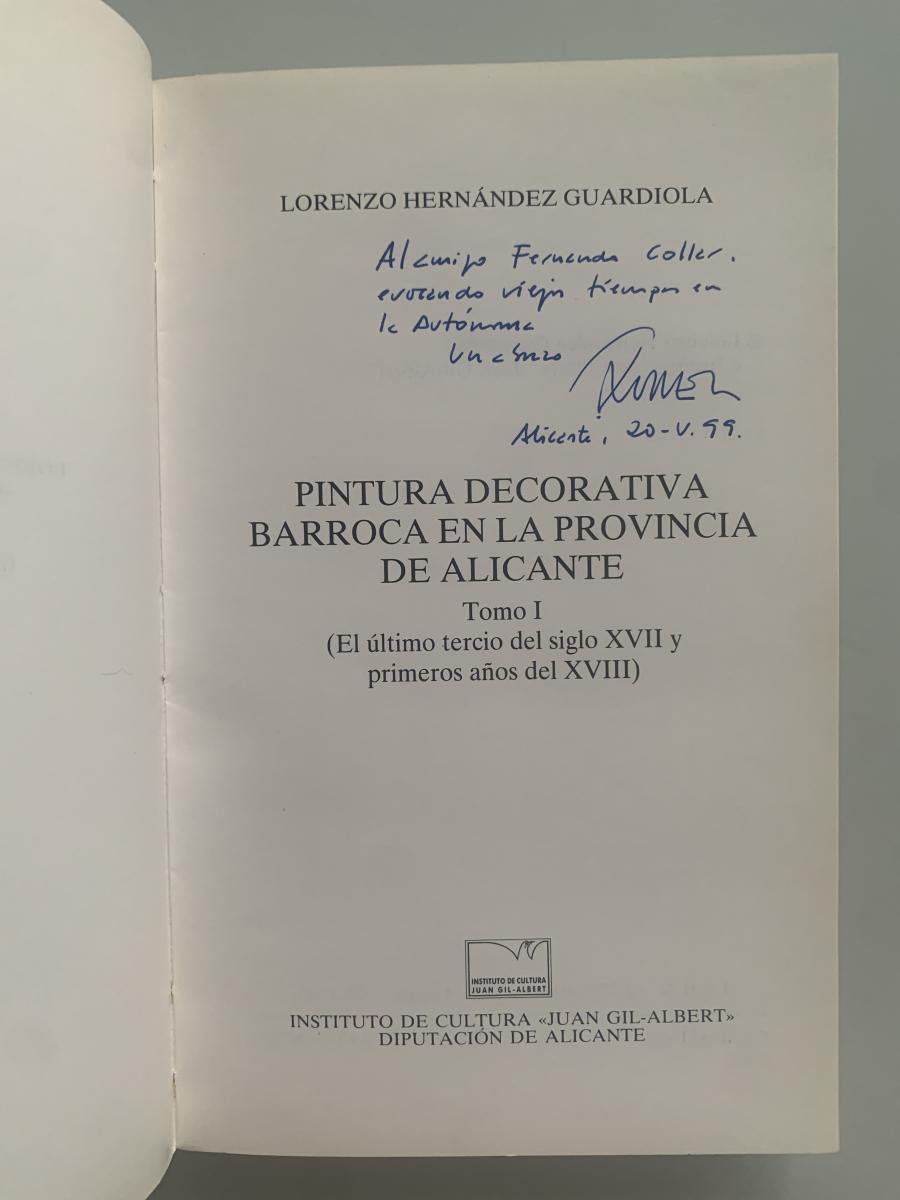 LORENZO HERNÁNDEZ GUARDIOLA
Al amigo Fernando Coller.
evocando viejos tiempos en
la Autónoma
Un abrazo
Alicante, 20-V.99.
PINTURA DECORATIVA
BARROCA EN LA PROVINCIA
DE ALICANTE
Tomo I
(El último tercio del siglo XVII y
primeros años del XVIII)
INSTITUTO DE CULTURA
JUAN GIL-ALBERT
INSTITUTO DE CULTURA «JUAN GIL-ALBERT»
DIPUTACIÓN DE ALICANTE